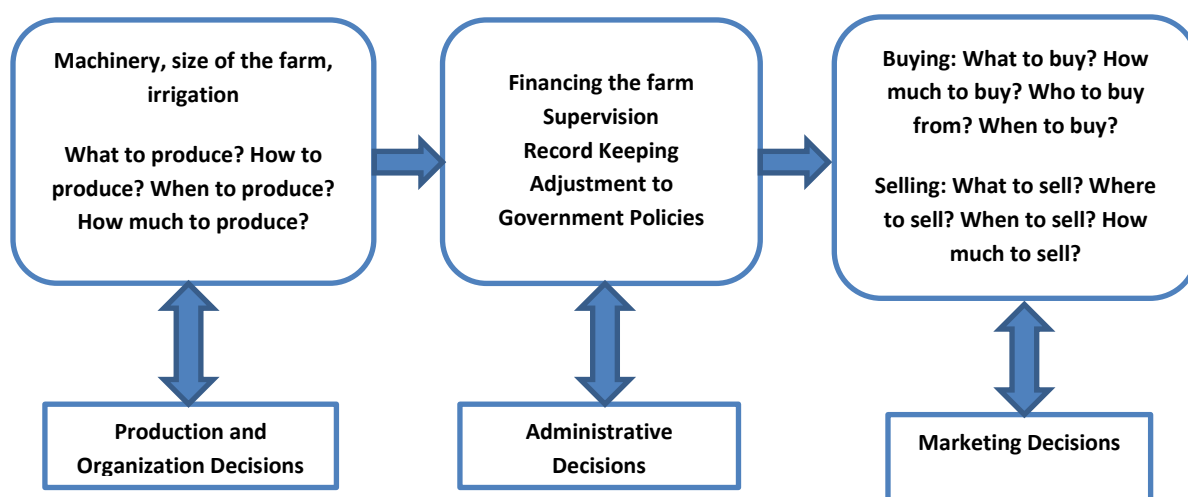 Machinery, size of the farm,
irrigation
What to produce? How to
produce? When to produce?
How much to produce?
Financing the farm
Supervision
Record Keeping
Adjustment to
Government Policies
Buying: What to buy? How
much to buy? Who to buy
from? When to buy?
Selling: What to sell? Where
to sell? When to sell? How
much to sell?
Production and
Organization Decisions
Administrative
Decisions
Marketing Decisions